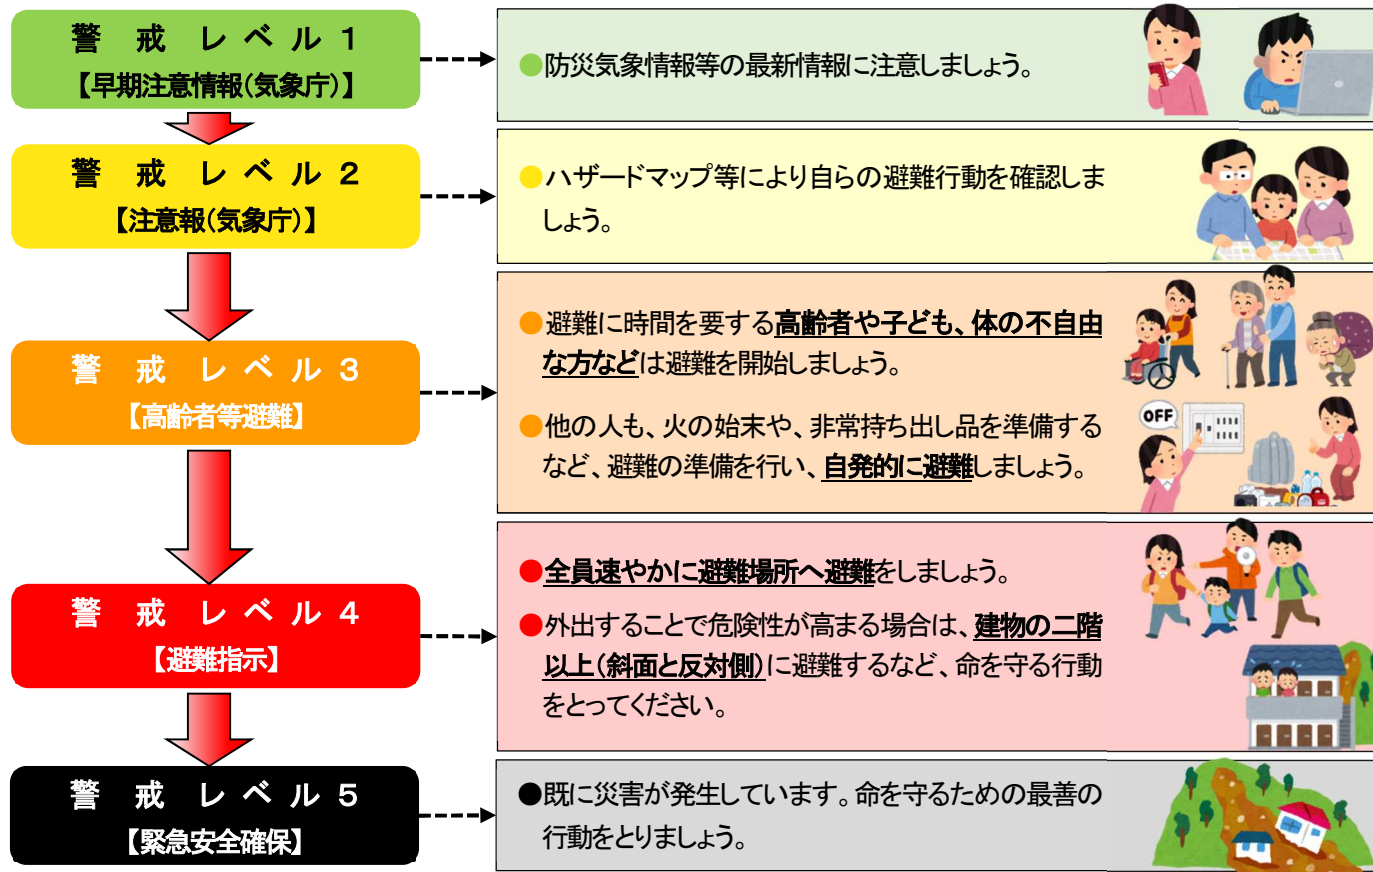 警 戒 レ ベ ル 1
【早期注意情報(気象庁)】
●防災気象情報等の最新情報に注意しましょう。
警 戒 レ ベ ル 2
【注意報(気象庁)】
●ハザードマップ等により自らの避難行動を確認しま
しょう。
警 戒 レ ベ ル 3
【高齢者等避難】
●避難に時間を要する高齢者や子ども、体の不自由
な方などは避難を開始しましょう。
●他の人も、火の始末や、非常持ち出し品を準備する
など、避難の準備を行い、自発的に避難しましょう。
OFF
警 戒 レ ベ ル 4
【避難指示】
●全員速やかに避難場所へ避難をしましょう。
●外出することで危険性が高まる場合は、建物の二階
以上(斜面と反対側)に避難するなど、命を守る行動
をとってください。
警 戒 レ ベ ル 5
【緊急安全確保】
●既に災害が発生しています。命を守るための最善の
行動をとりましょう。